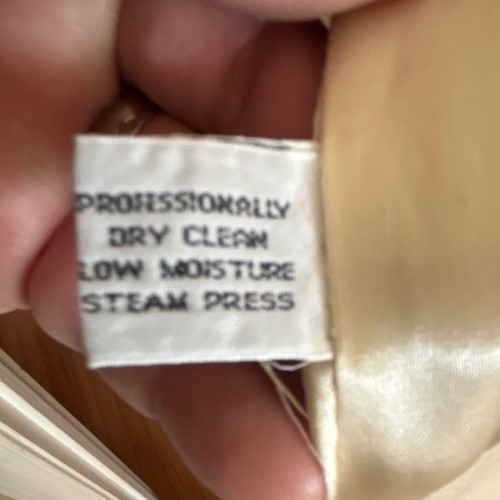 PROFESSIONALLY
DRY CLEAN
LOW MOISTURE
STEAM PRESS